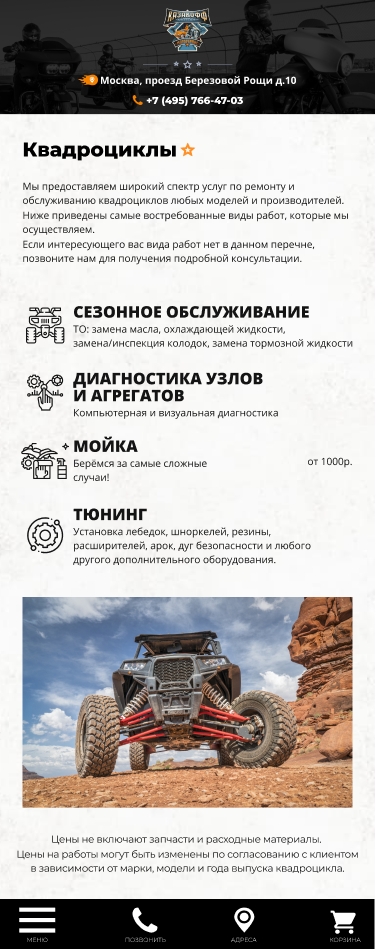 КАЗАНОФФ
Москва, проезд Березовой Рощи д.10
+7 (495) 766-47-03
Квадроциклы
Мы предоставляем широкий спектр услуг по ремонту и
обслуживанию квадроциклов любых моделей и производителей.
Ниже приведены самые востребованные виды работ, которые мы
осуществляем.
Если интересующего вас вида работ нет в данном перечне,
позвоните нам для получения подробной консультации.
СЕЗОННОЕ ОБСЛУЖИВАНИЕ
ТО: замена масла, охлаждающей жидкости,
замена/инспекция колодок, замена тормозной жидкости
ДИАГНОСТИКА УЗЛОВ
И АГРЕГАТОВ
Компьютерная и визуальная диагностика
МОЙКА
Берёмся за самые сложные
случаи!
от 1000р.
ТЮНИНГ
Установка лебедок, шноркелей, резины,
расширителей, арок, дуг безопасности и любого
другого дополнительного оборудования.
Цены не включают запчасти и расходные материалы.
Цены на работы могут быть изменены по согласованию с клиентом
в зависимости от марки, модели и года выпуска квадроцикла.
МЕНЮ
ПОЗВОНИТЬ
АДРЕСА
КОРЗИНА